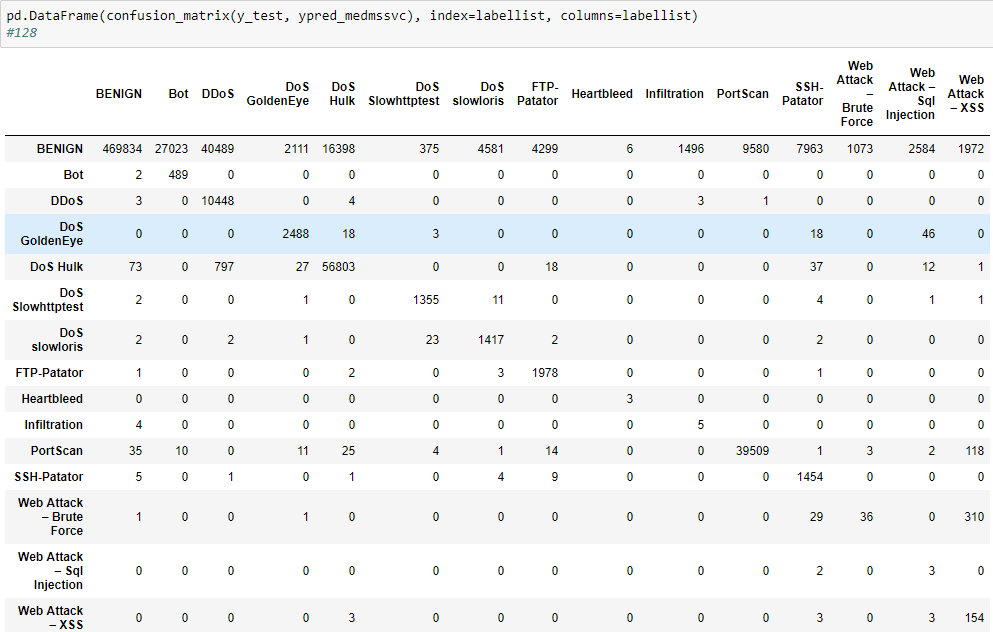 pd.DataFrame(confusion_matrix(y_test, ypred_medmssvc), index=labellist, columns=labellist)
#128
BENIGN Bot DDoS DoS GoldenEye DoS Hulk DoS Slowhttptest DoS slowloris FTP-Patator Heartbleed Infiltration PortScan SSH-Patator Web Attack – Brute Force Web Attack – Sql Injection Web Attack – XSS
BENIGN 469834 27023 40489 2111 16398 375 4581 4299 6 1496 9580 7963 1073 2584 1972
Bot 2 489 0 0 0 0 0 0 0 0 0 0 0 0 0
DDoS 3 0 10448 0 4 0 0 0 0 3 1 0 0 0 0
DoS GoldenEye 0 0 0 2488 18 3 0 0 0 0 0 18 0 46 0
DoS Hulk 73 0 797 27 56803 0 0 18 0 0 0 37 0 12 1
DoS Slowhttptest 2 0 0 1 0 1355 11 0 0 0 0 4 0 1 1
DoS slowloris 2 0 2 1 0 23 1417 2 0 0 0 2 0 0 0
FTP-Patator 1 0 0 0 2 0 3 1978 0 0 0 1 0 0 0
Heartbleed 0 0 0 0 0 0 0 0 3 0 0 0 0 0 0
Infiltration 4 0 0 0 0 0 0 0 0 5 0 0 0 0 0
PortScan 35 10 0 11 25 4 1 14 0 0 39509 1 3 2 118
SSH-Patator 5 0 1 0 1 0 4 9 0 0 0 1454 0 0 0
Web Attack – Brute Force 1 0 0 1 0 0 0 0 0 0 0 29 36 0 310
Web Attack – Sql Injection 0 0 0 0 0 0 0 0 0 0 0 2 0 3 0
Web Attack – XSS 0 0 0 0 3 0 0 0 0 0 0 3 0 3 154